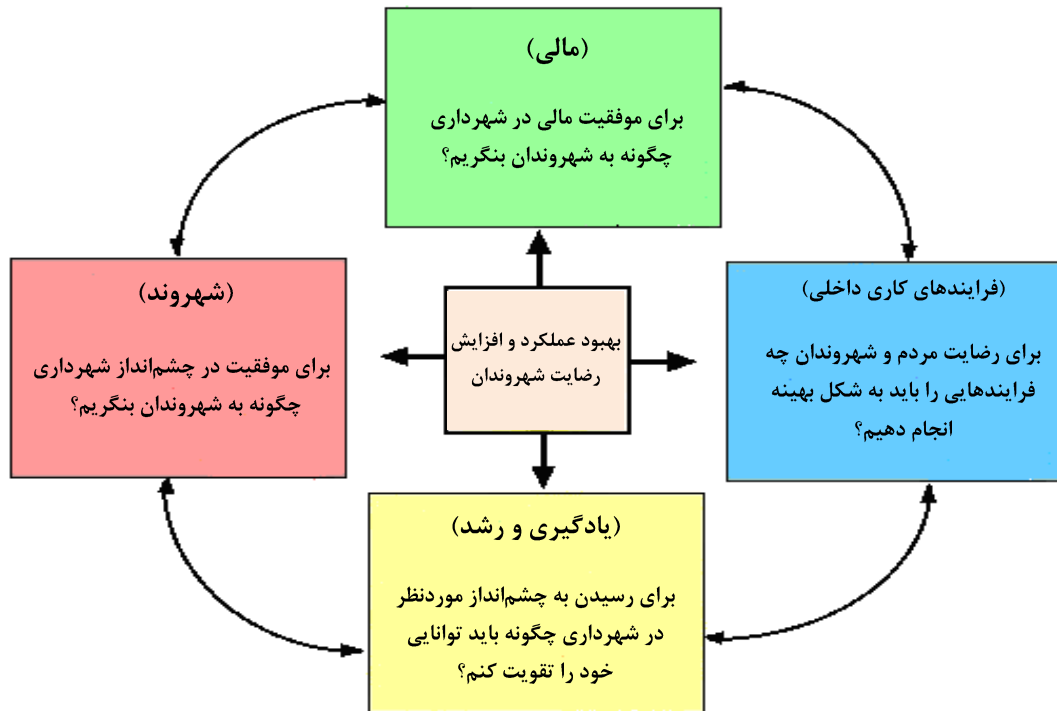 (مالی)
برای موفقیت مالی در شهرداری
چگونه به شهروندان بنگریم؟
(فرایندهای کاری داخلی)
برای رضایت مردم و شهروندان چه
فرایندهایی را باید به شکل بهینه
انجام دهیم؟
بهبود عملکرد و افزایش
رضایت شهروندان
(شهروند)
برای موفقیت در چشم‌انداز شهرداری
چگونه به شهروندان بنگریم؟
(یادگیری و رشد)
برای رسیدن به چشم‌انداز موردنظر
در شهرداری چگونه باید توانایی
خود را تقویت کنم؟